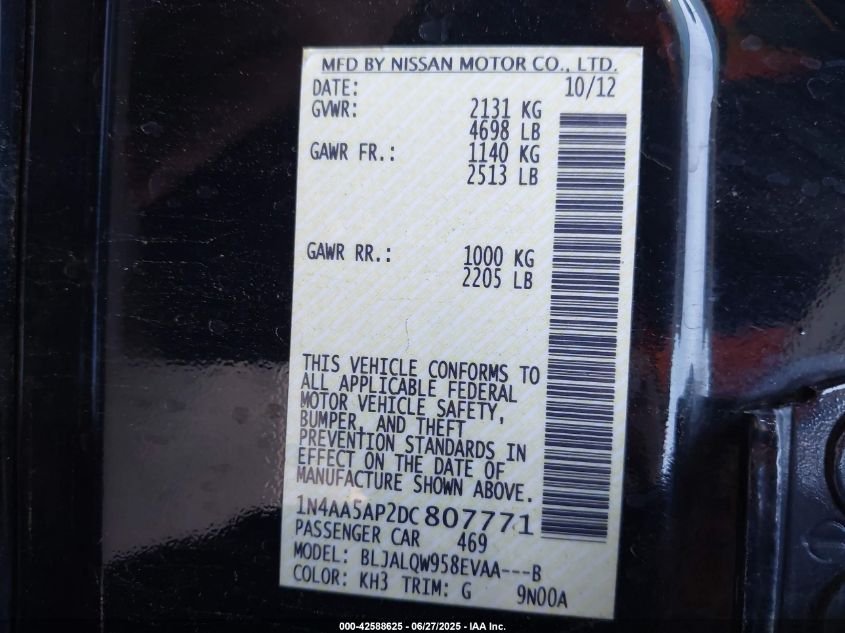 MFD BY NISSAN MOTOR CO., LTD.
DATE: 10/12
GVWR: 2131 KG
4698 LB
GAWR FR.: 1140 KG
2513 LB
GAWR RR.: 1000 KG
2205 LB
THIS VEHICLE CONFORMS TO
ALL APPLICABLE FEDERAL
MOTOR VEHICLE SAFETY,
BUMPER, AND THEFT
PREVENTION STANDARDS IN
EFFECT ON THE DATE OF
MANUFACTURE SHOWN ABOVE.
1N4AA5AP2DC807771
PASSENGER CAR 469
MODEL: BLJALQW958EVAA---B
COLOR: KH3 TRIM: G 9N00A
000-42588625 - 06/27/2025 - IAA Inc.